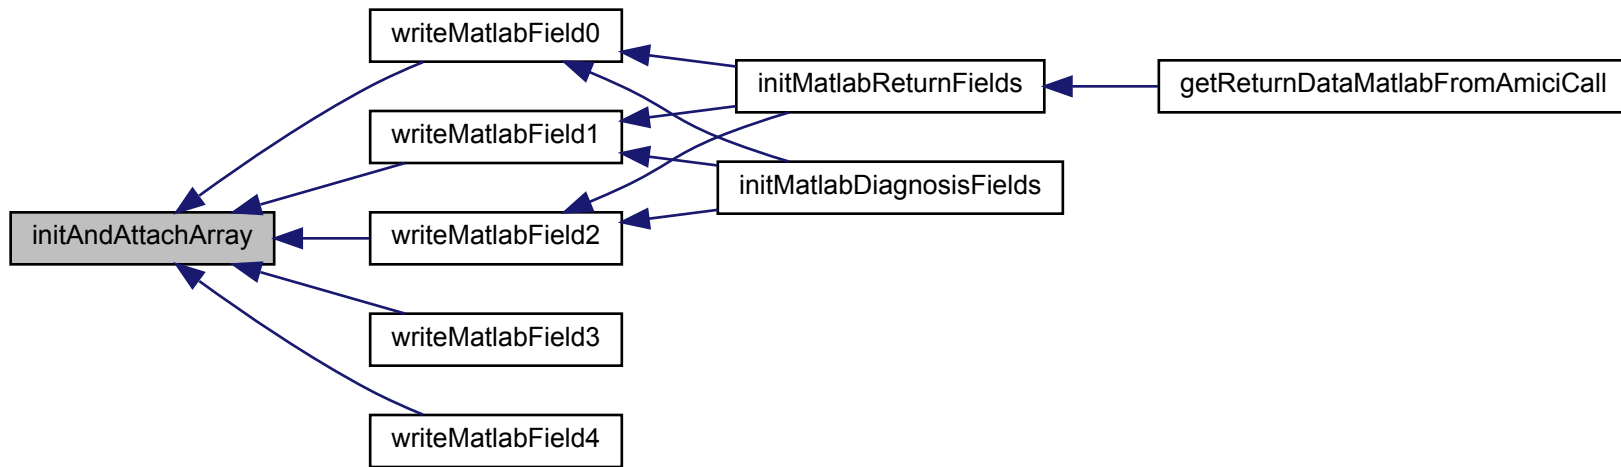 writeMatlabField0
initMatlabReturnFields
getReturnDataMatlabFromAmiciCall
writeMatlabField1
initMatlabDiagnosisFields
initAndAttachArray
writeMatlabField2
writeMatlabField3
writeMatlabField4